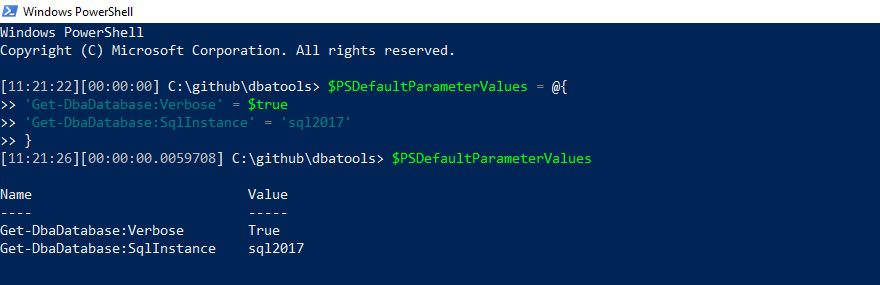 Windows PowerShell
Windows PowerShell
Copyright (C) Microsoft Corporation. All rights reserved.
[11:21:22][00:00:00] C:\github\dbatools> $PSDefaultParameterValues = @{
>> 'Get-DbaDatabase:Verbose' = $true
>> 'Get-DbaDatabase:SqlInstance' = 'sql2017'
>> }
[11:21:26][00:00:00.0059708] C:\github\dbatools> $PSDefaultParameterValues
Name                           Value
----                           -----
Get-DbaDatabase:Verbose        True
Get-DbaDatabase:SqlInstance    sql2017